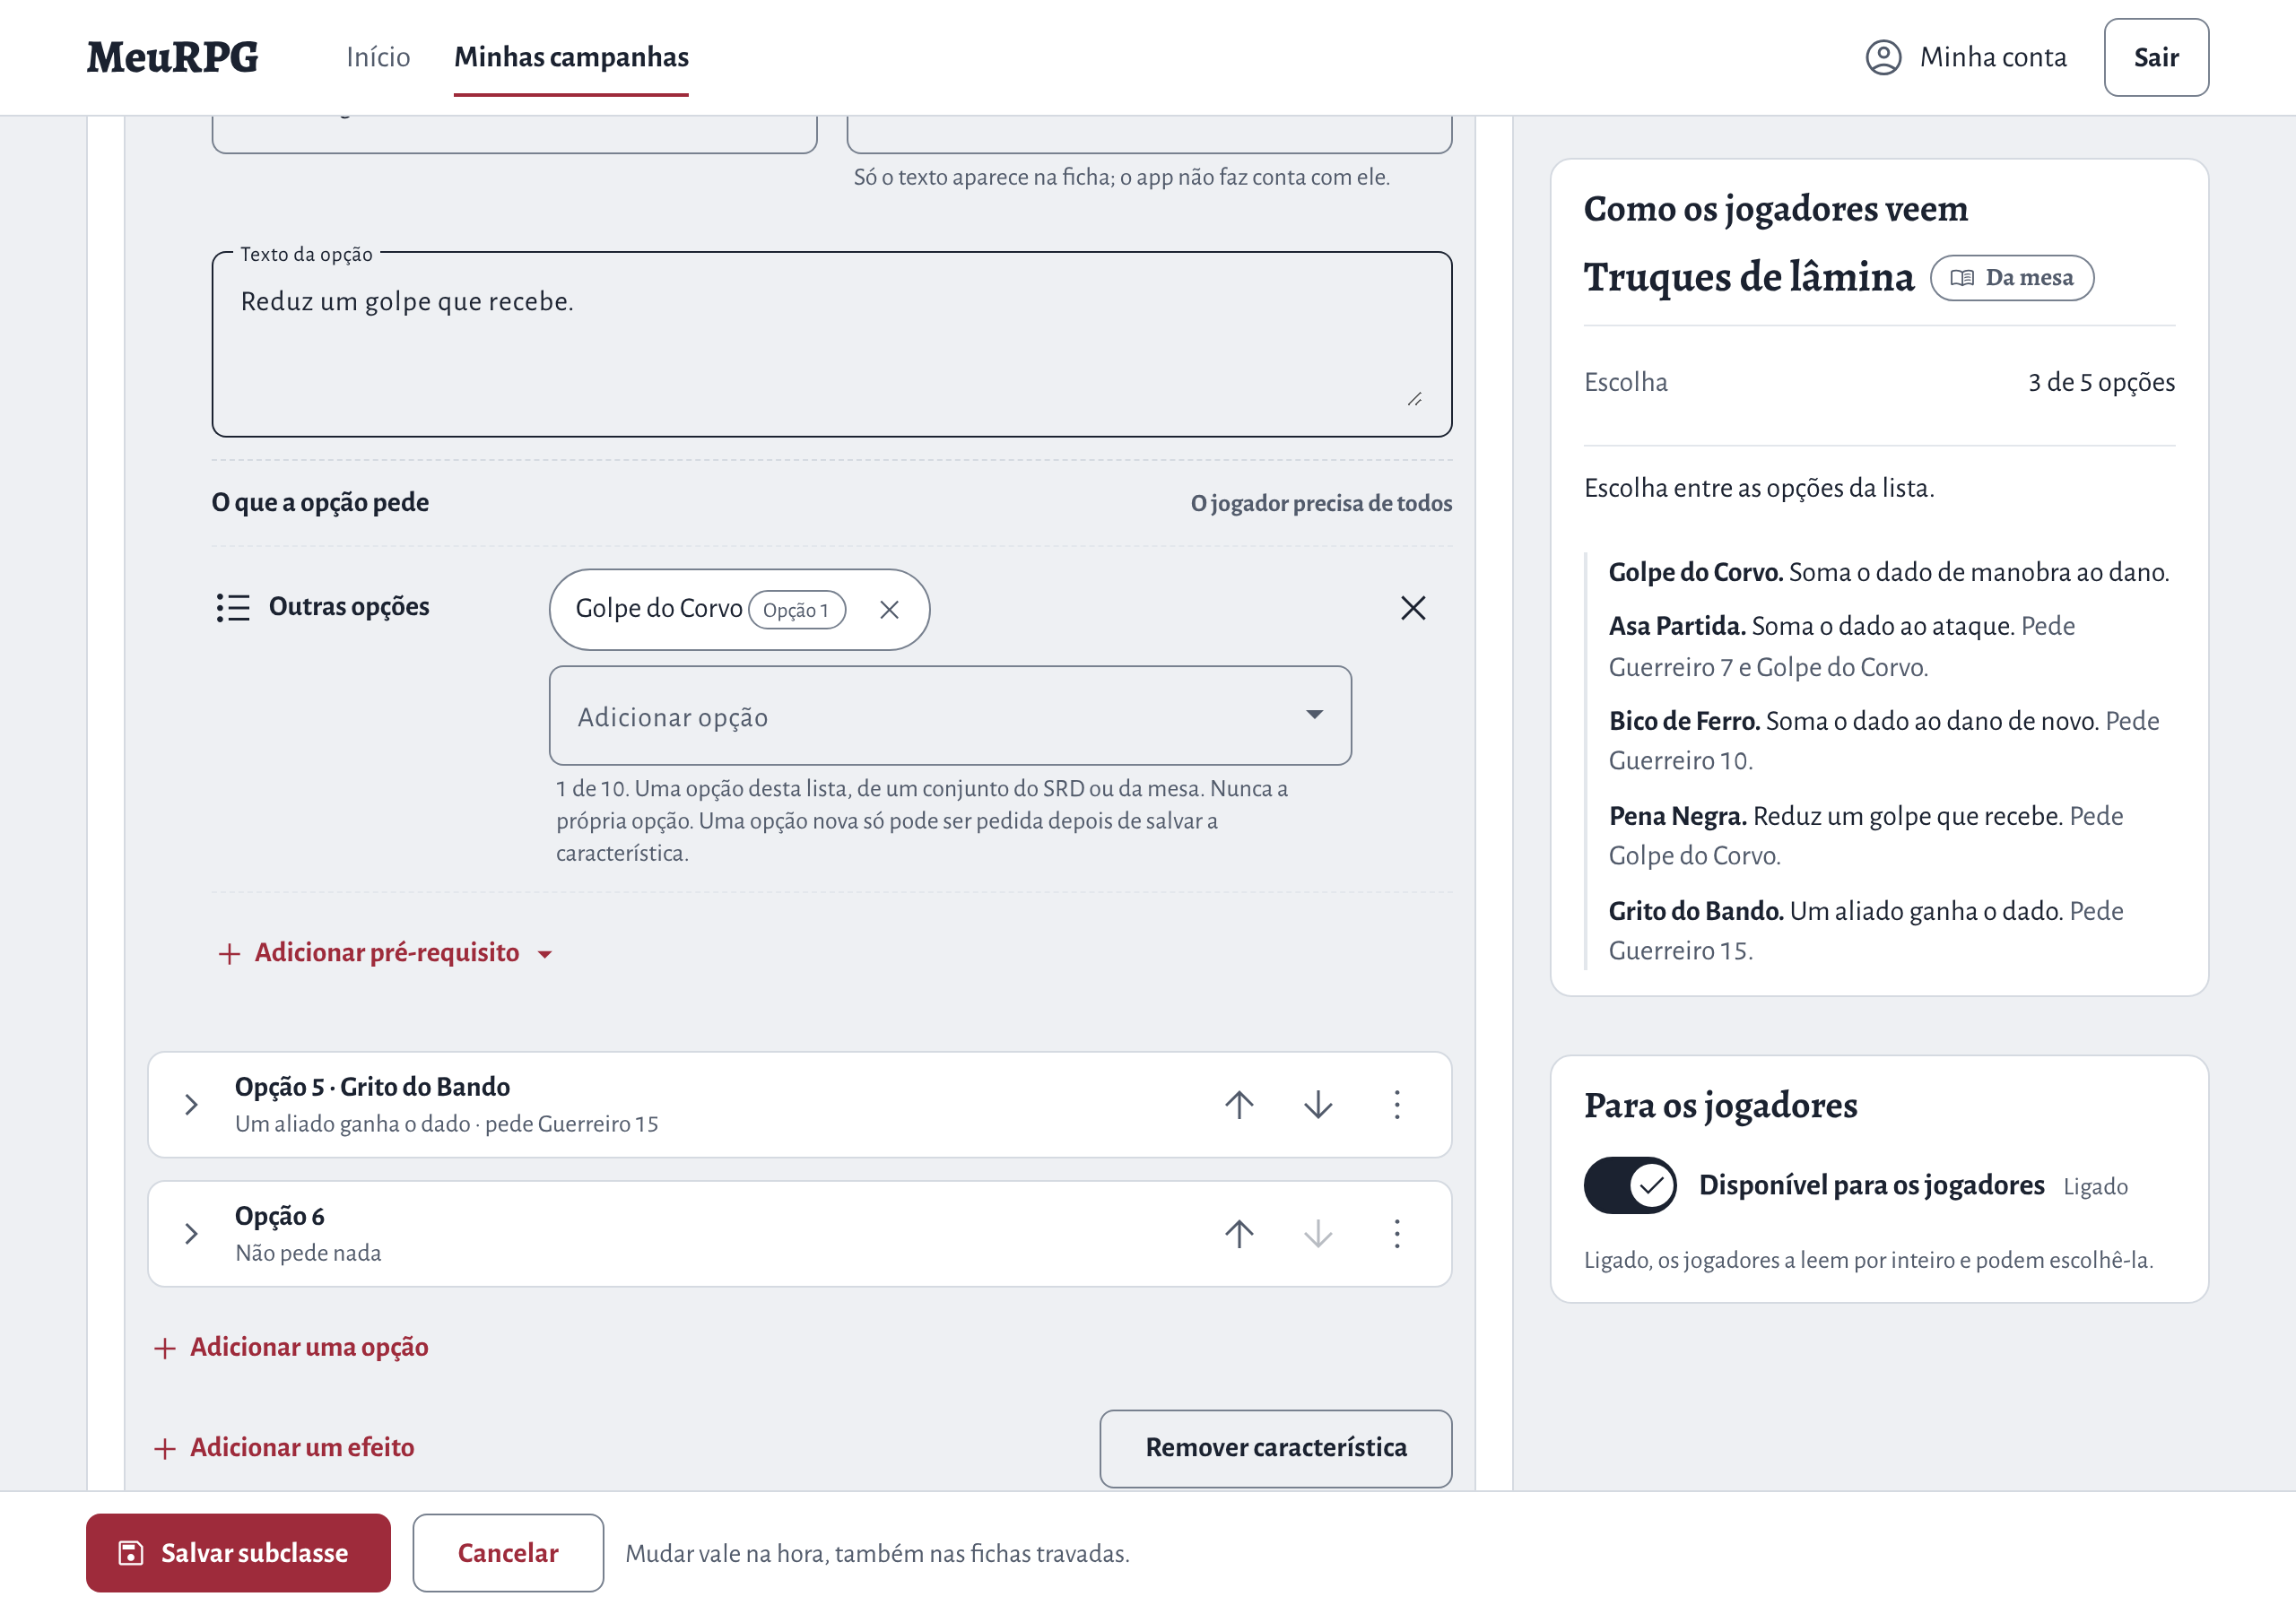 MeuRPG
Início
Minhas campanhas
Minha conta
Sair
Só o texto aparece na ficha; o app não faz conta com ele.
Texto da opção
Reduz um golpe que recebe.
O que a opção pede
O jogador precisa de todos
Outras opções
Golpe do Corvo
Opção 1
Adicionar opção
1 de 10. Uma opção desta lista, de um conjunto do SRD ou da mesa. Nunca a
própria opção. Uma opção nova só pode ser pedida depois de salvar a
característica.
Adicionar pré-requisito
Opção 5 · Grito do Bando
Um aliado ganha o dado · pede Guerreiro 15
Opção 6
Não pede nada
Adicionar uma opção
Adicionar um efeito
Remover característica
Como os jogadores veem
Truques de lâmina
Da mesa
Escolha
3 de 5 opções
Escolha entre as opções da lista.
Golpe do Corvo. Soma o dado de manobra ao dano.
Asa Partida. Soma o dado ao ataque. Pede
Guerreiro 7 e Golpe do Corvo.
Bico de Ferro. Soma o dado ao dano de novo. Pede
Guerreiro 10.
Pena Negra. Reduz um golpe que recebe. Pede
Golpe do Corvo.
Grito do Bando. Um aliado ganha o dado. Pede
Guerreiro 15.
Para os jogadores
Disponível para os jogadores
Ligado
Ligado, os jogadores a leem por inteiro e podem escolhê-la.
Salvar subclasse
Cancelar
Mudar vale na hora, também nas fichas travadas.